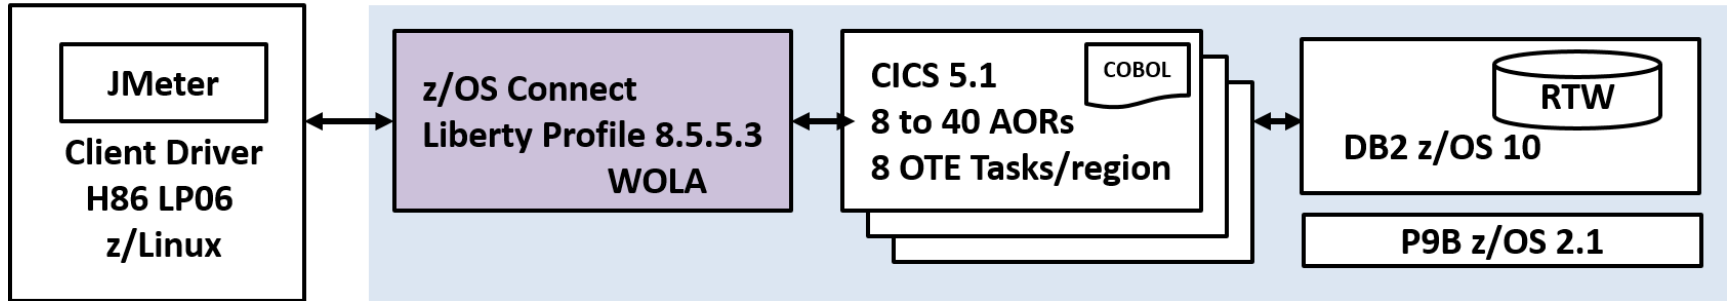 JMeter
Client Driver
H86 LP06
z/Linux
z/OS Connect
Liberty Profile 8.5.5.3
WOLA
CICS 5.1
COBOL
8 to 40 AORs
8 OTE Tasks/region
RTW
DB2 z/OS 10
P9B z/OS 2.1